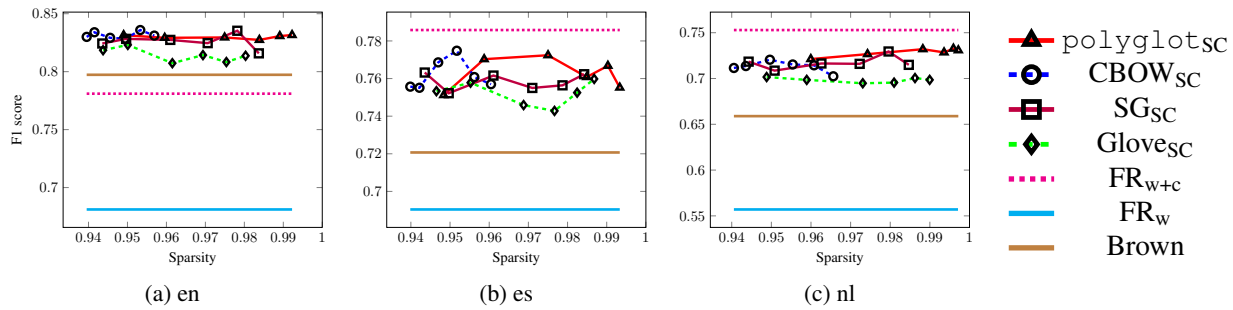 F1 score
0.85
0.8
0.75
0.7
0.94 0.95 0.96 0.97 0.98 0.99 1
Sparsity
(a) en
0.78
0.76
0.74
0.72
0.7
0.94 0.95 0.96 0.97 0.98 0.99 1
Sparsity
(b) es
0.75
0.7
0.65
0.6
0.55
0.94 0.95 0.96 0.97 0.98 0.99 1
Sparsity
(c) nl
polyglotSC
CBOWSC
SGSC
GloveSC
FRw+c
FRw
Brown